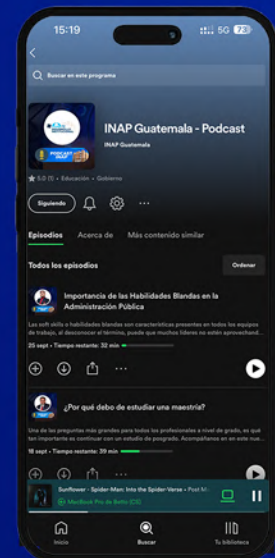 15:19
5G 73
Buscar en este programa
PODCAST INAP
INAP Guatemala - Podcast
INAP Guatemala
5.0 (1) • Educación • Gobierno
Siguiendo
Episodios Acerca de Más contenido similar
Todos los episodios
Ordenar
Importancia de las Habilidades Blandas en la
Administración Pública
Las soft skills o habilidades blandas son características presentes en todos los equipos
de trabajo, al desconocer el término, puede que muchos líderes no estén aprovechand...
25 sept • Tiempo restante: 32 min
¿Por qué debo de estudiar una maestría?
Una de las preguntas más grandes para todos los profesionales a nivel de grado, es qué
tan importante es continuar con un estudio de posgrado. Acompáñanos en este nue...
18 sept • Tiempo restante: 39 min
Sunflower - Spider-Man: Into the Spider-Verse • Post M
MacBook Pro de Betto (CS)
Inicio
Buscar
Tu biblioteca